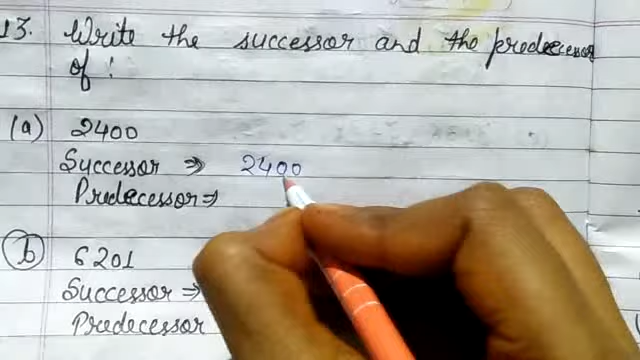 13. Write the successor and the predecessor
of :
(a) 2400
Successor ⇒ 2400
Predecessor ⇒
(b) 6201
Successor ⇒
Predecessor